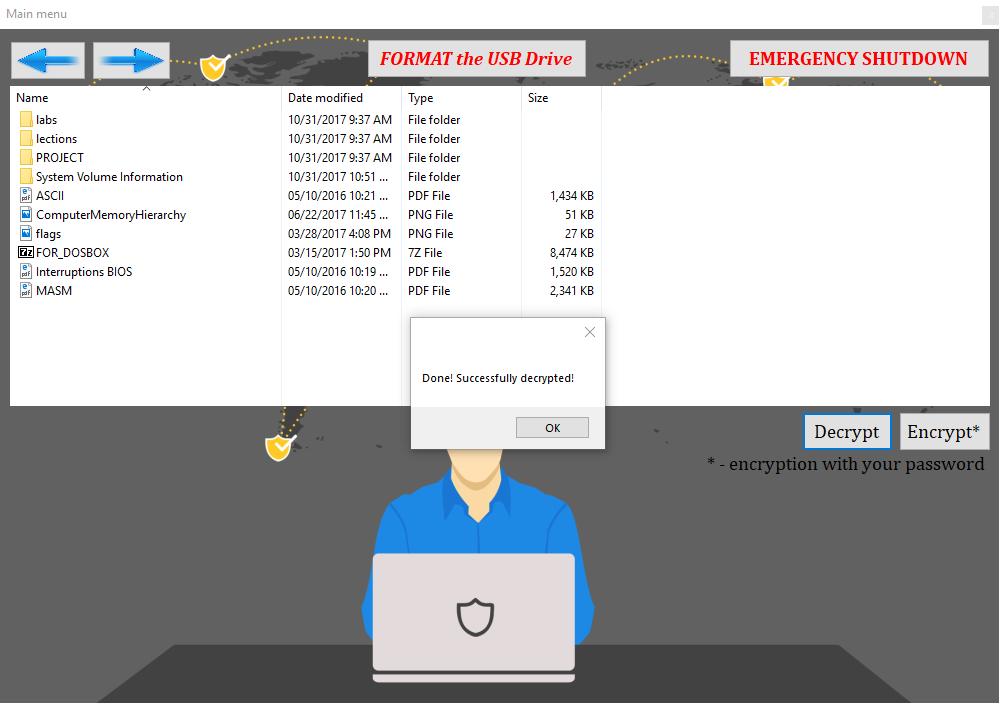 Main menu
FORMAT the USB Drive
EMERGENCY SHUTDOWN
Name Date modified Type Size
labs 10/31/2017 9:37 AM File folder
lections 10/31/2017 9:37 AM File folder
PROJECT 10/31/2017 9:37 AM File folder
System Volume Information 10/31/2017 10:51 ... File folder
ASCII 05/10/2016 10:21 ... PDF File 1,434 KB
ComputerMemoryHierarchy 06/22/2017 11:45 ... PNG File 51 KB
flags 03/28/2017 4:08 PM PNG File 27 KB
FOR_DOSBOX 03/15/2017 1:50 PM 7Z File 8,474 KB
Interruptions BIOS 05/10/2016 10:19 ... PDF File 1,520 KB
MASM 05/10/2016 10:20 ... PDF File 2,341 KB
Done! Successfully decrypted!
OK
Decrypt
Encrypt*
* - encryption with your password